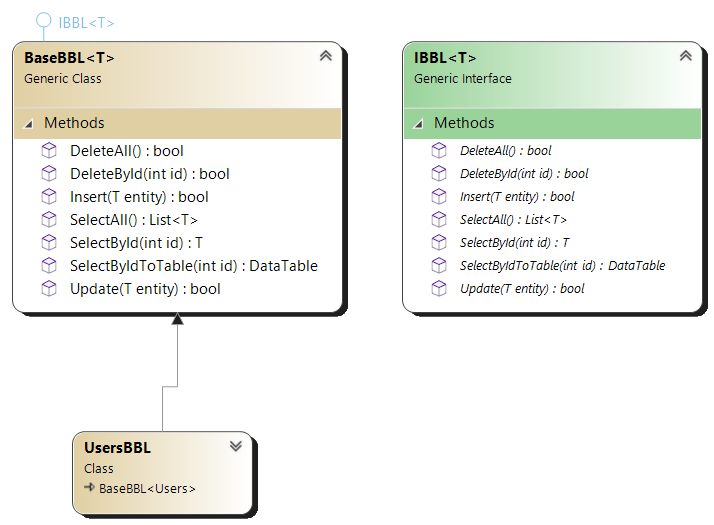 IBBL<T>
BaseBBL<T>
Generic Class
Methods
DeleteAll() : bool
DeleteById(int id) : bool
Insert(T entity) : bool
SelectAll() : List<T>
SelectById(int id) : T
SelectByIdToTable(int id) : DataTable
Update(T entity) : bool
IBBL<T>
Generic Interface
Methods
DeleteAll() : bool
DeleteById(int id) : bool
Insert(T entity) : bool
SelectAll() : List<T>
SelectById(int id) : T
SelectByIdToTable(int id) : DataTable
Update(T entity) : bool
UsersBBL
Class
BaseBBL<Users>